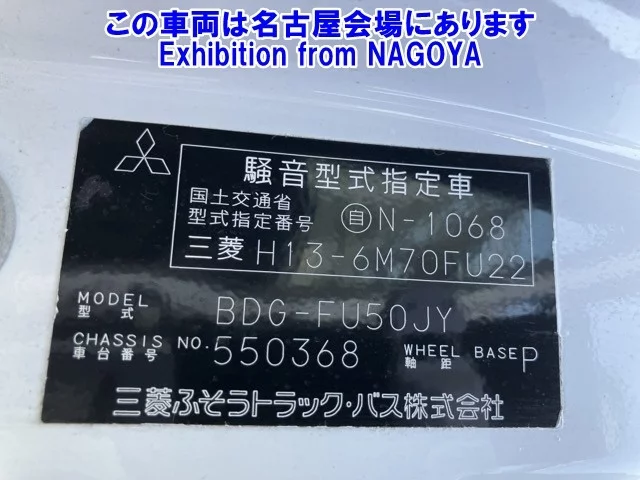 この車両は名古屋会場にあります
Exhibition from NAGOYA
騒音型式指定車
国土交通省
型式指定番号 自N-1068
三菱 H13-6M70FU22
MODEL
型式 BDG-FU50JY
CHASSIS NO.
車台番号 550368
WHEEL BASE
軸距 P
三菱ふそうトラック・バス株式会社